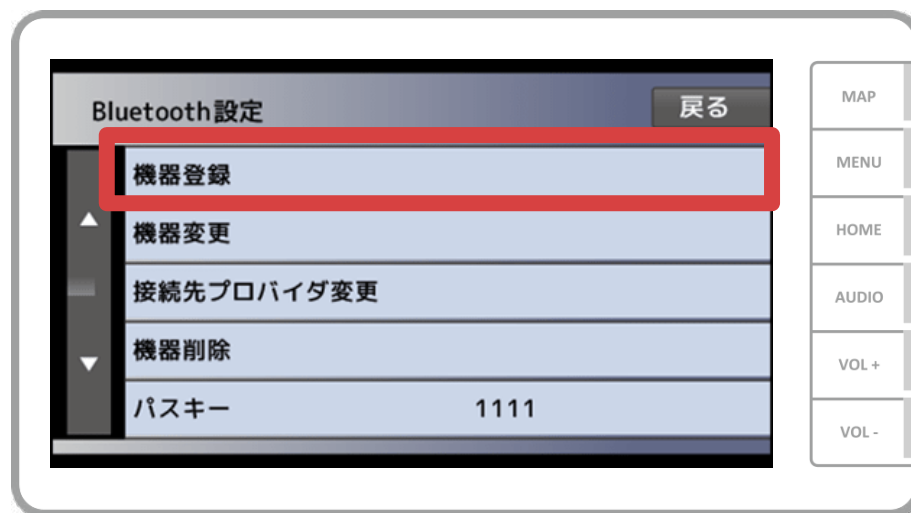 Bluetooth設定
戻る
機器登録
機器変更
接続先プロバイダ変更
機器削除
パスキー 1111
MAP
MENU
HOME
AUDIO
VOL +
VOL -